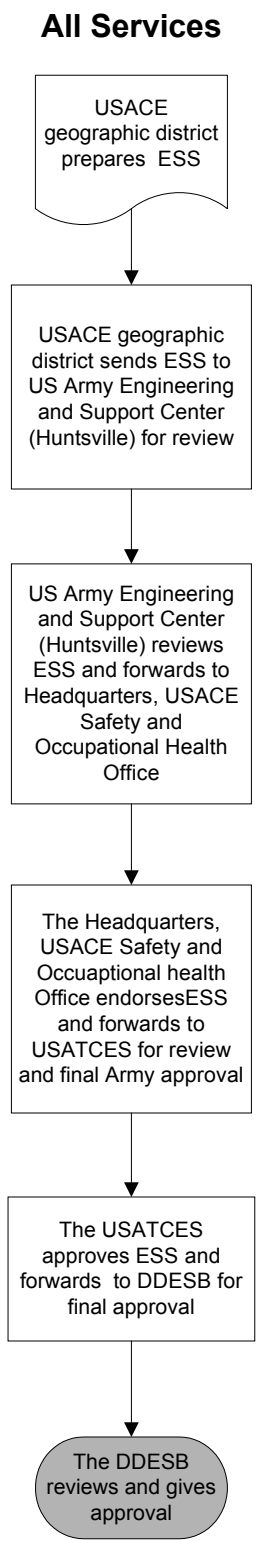 All Services
USACE
geographic district
prepares ESS
USACE geographic
district sends ESS to
US Army Engineering
and Support Center
(Huntsville) for review
US Army Engineering
and Support Center
(Huntsville) reviews
ESS and forwards to
Headquarters, USACE
Safety and
Occupational Health
Office
The Headquarters,
USACE Safety and
Occuaptional health
Office endorsesESS
and forwards to
USATCES for review
and final Army approval
The USATCES
approves ESS and
forwards to DDESB for
final approval
The DDESB
reviews and gives
approval